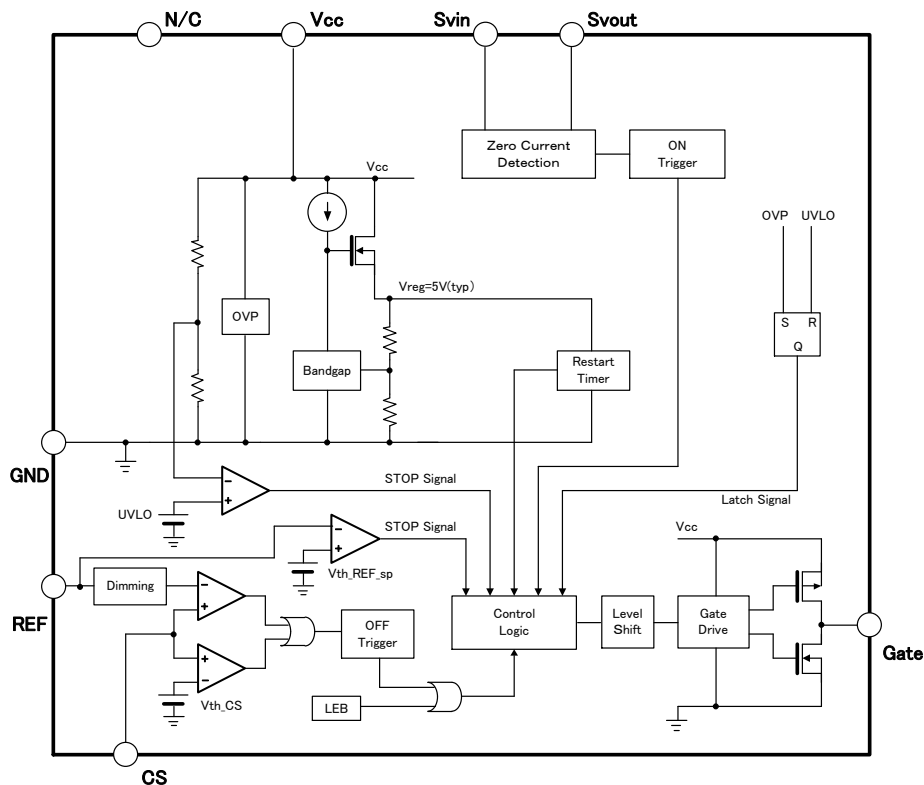 N/C
Vcc
Svin
Svout
Zero Current
Detection
ON
Trigger
Vcc
OVP
UVLO
S
R
Q
Vreg=5V(typ)
OVP
Bandgap
Restart
Timer
GND
-
+
UVLO
STOP Signal
Latch Signal
-
+
Vth_REF_sp
STOP Signal
Vcc
REF
Dimming
-
+
OFF
Trigger
Control
Logic
Level
Shift
Gate
Drive
Gate
+
-
Vth_CS
LEB
CS